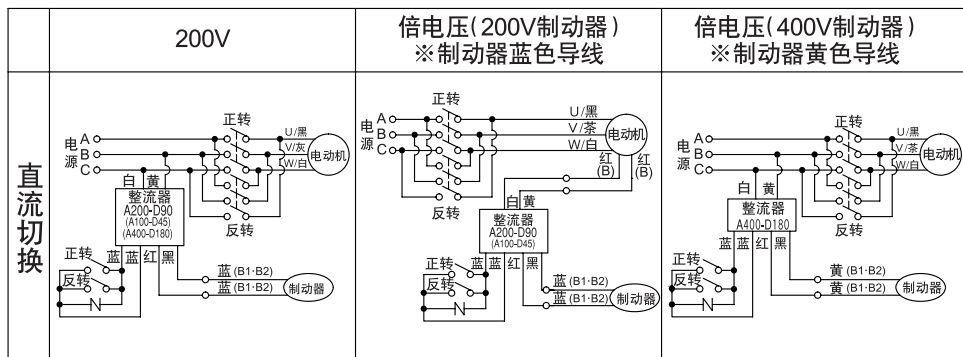 200V
倍电压(200V制动器)
※制动器蓝色导线
倍电压(400V制动器)
※制动器黄色导线
直流切换
正转
电源
A
B
C
U/黑
V/灰
W/白
电动机
白 黄
整流器
A200-D90
(A100-D45)
(A400-D180)
反转
正转
反转
N
蓝 蓝 红 黑
蓝(B1·B2)
蓝(B1·B2)
制动器
正转
电源
A
B
C
U/黑
V/茶
W/白
电动机
红(B)
红(B)
反转
白 黄
整流器
A200-D90
(A100-D45)
正转
反转
N
蓝 蓝 红 黑
蓝(B1·B2)
蓝(B1·B2)
制动器
正转
电源
A
B
C
U/黑
V/茶
W/白
电动机
白 黄
整流器
A400-D180
反转
正转
反转
N
蓝 蓝 红 黑
黄(B1·B2)
黄(B1·B2)
制动器